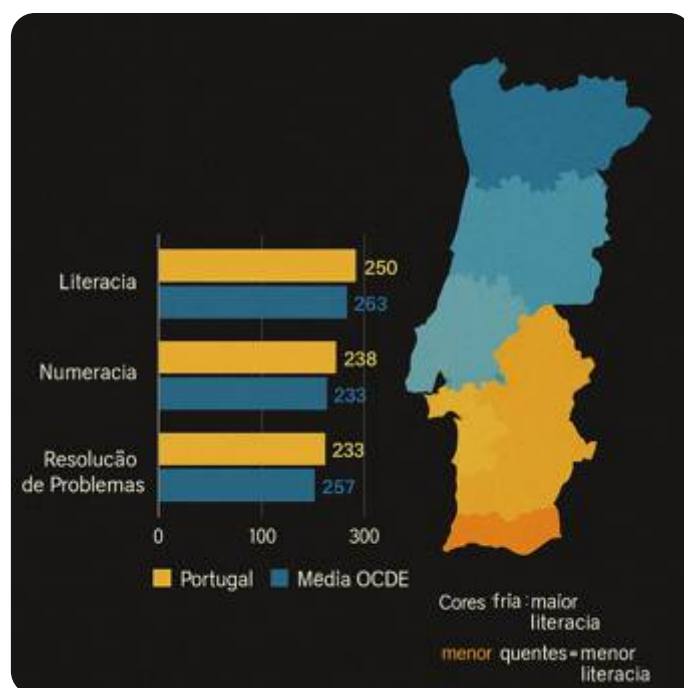 Literacia
250
263
Numeracia
238
233
Resolucão
de Problemas
233
257
0 100 300
Portugal Média OCDE
Cores fria : maior
literacia
menor quentes = menor
literacia